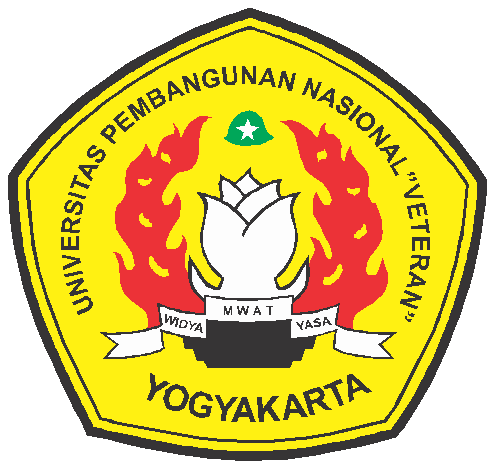 UNIVERSITAS PEMBANGUNAN NASIONAL "VETERAN"
WIDYA MWAT YASA
YOGYAKARTA